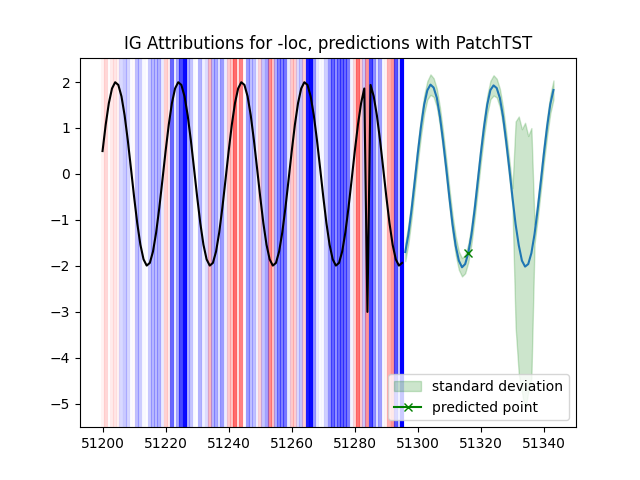 IG Attributions for -loc, predictions with PatchTST
2
1
0
−1
−2
−3
−4
−5
standard deviation
predicted point
51200 51220 51240 51260 51280 51300 51320 51340